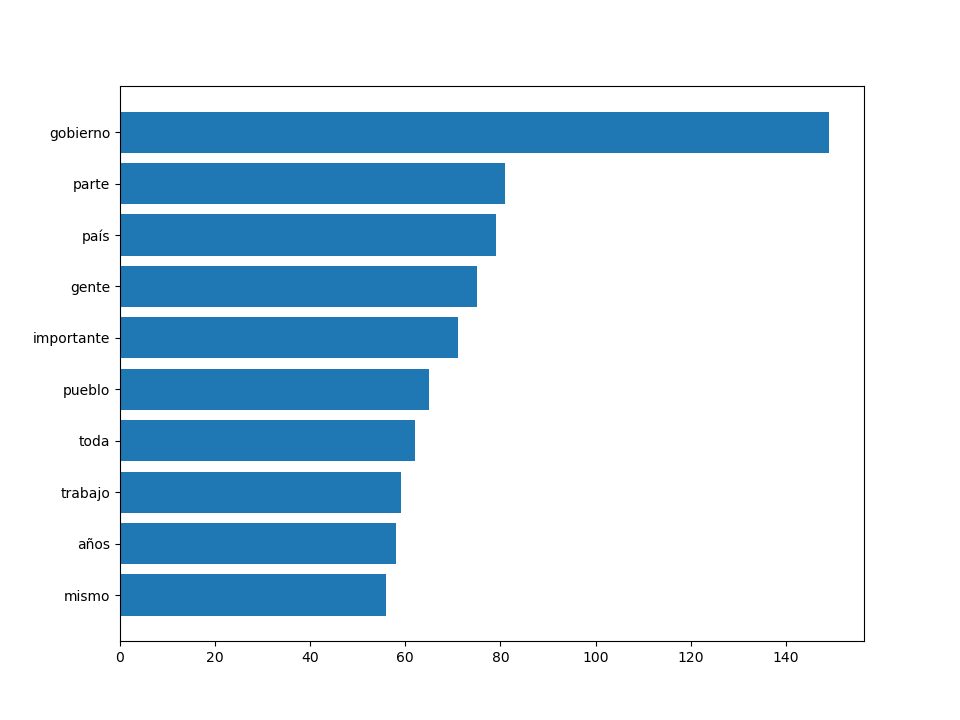 gobierno
parte
país
gente
importante
pueblo
toda
trabajo
años
mismo
0 20 40 60 80 100 120 140